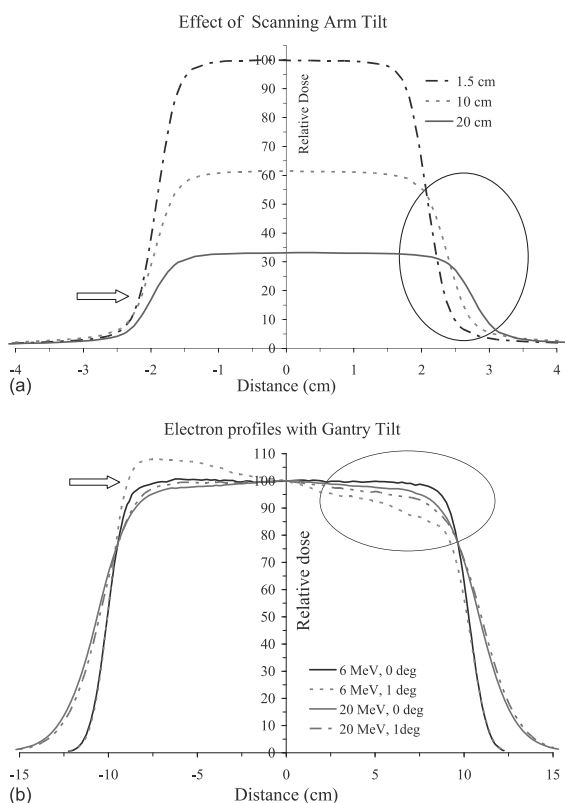 Effect of Scanning Arm Tilt
100
90
80
70
60
50
40
30
20
10
0
Relative Dose
1.5 cm
10 cm
20 cm
-4 -3 -2 -1 0 1 2 3 4
Distance (cm)
(a)
Electron profiles with Gantry Tilt
110
100
90
80
70
60
50
40
30
20
10
0
Relative dose
6 MeV, 0 deg
6 MeV, 1 deg
20 MeV, 0 deg
20 MeV, 1deg
-15 -10 -5 0 5 10 15
Distance (cm)
(b)